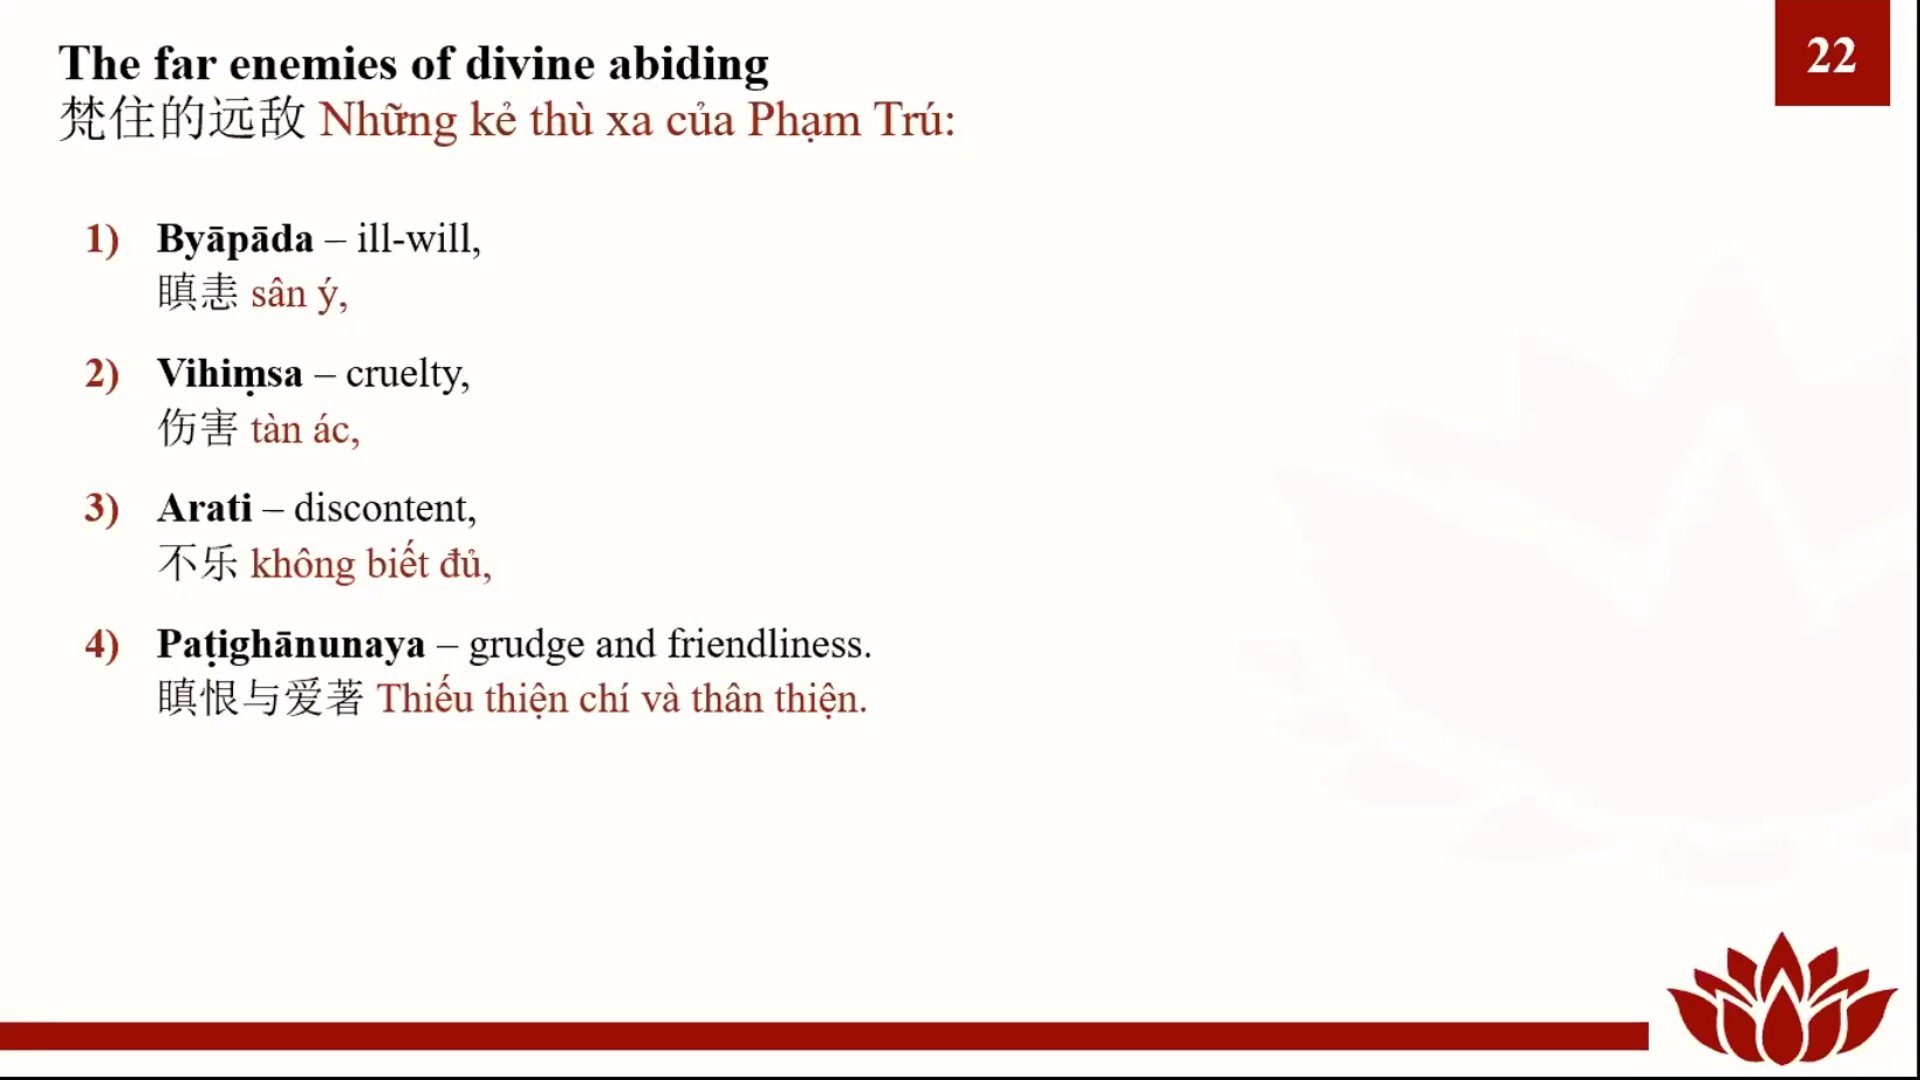 The far enemies of divine abiding
22
梵住的远敌 Những kẻ thù xa của Phạm Trú:
1) Byāpāda – ill-will,
瞋恚 sân ý,
2) Vihiṃsa – cruelty,
伤害 tàn ác,
3) Arati – discontent,
不乐 không biết đủ,
4) Paṭighānunaya – grudge and friendliness.
瞋恨与爱著 Thiếu thiện chí và thân thiện.